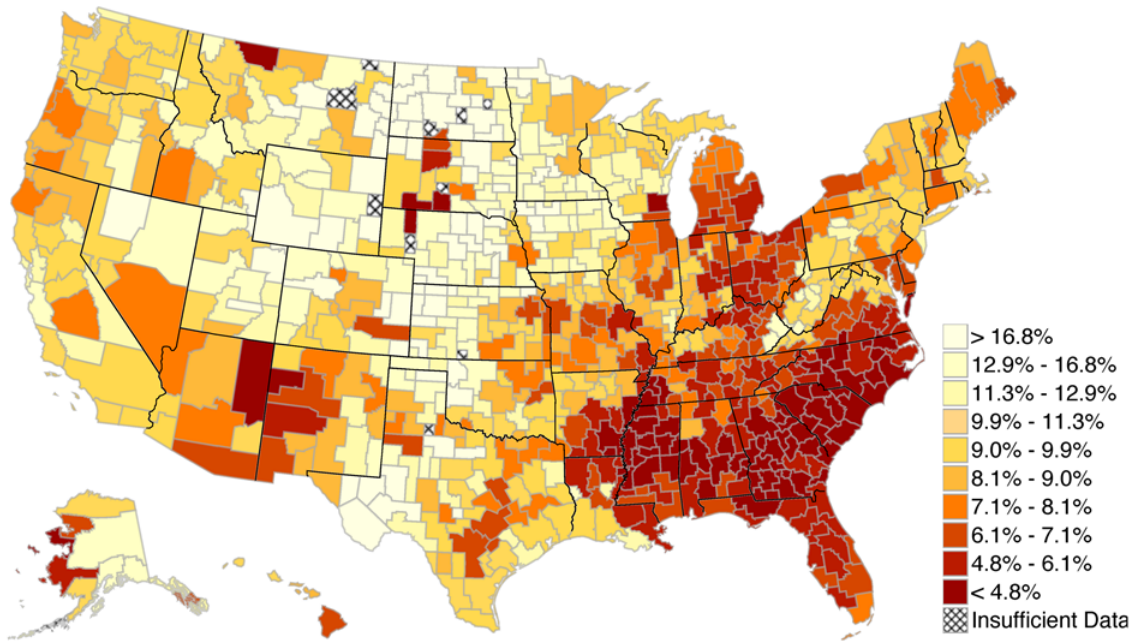 > 16.8%
12.9% - 16.8%
11.3% - 12.9%
9.9% - 11.3%
9.0% - 9.9%
8.1% - 9.0%
7.1% - 8.1%
6.1% - 7.1%
4.8% - 6.1%
< 4.8%
Insufficient Data